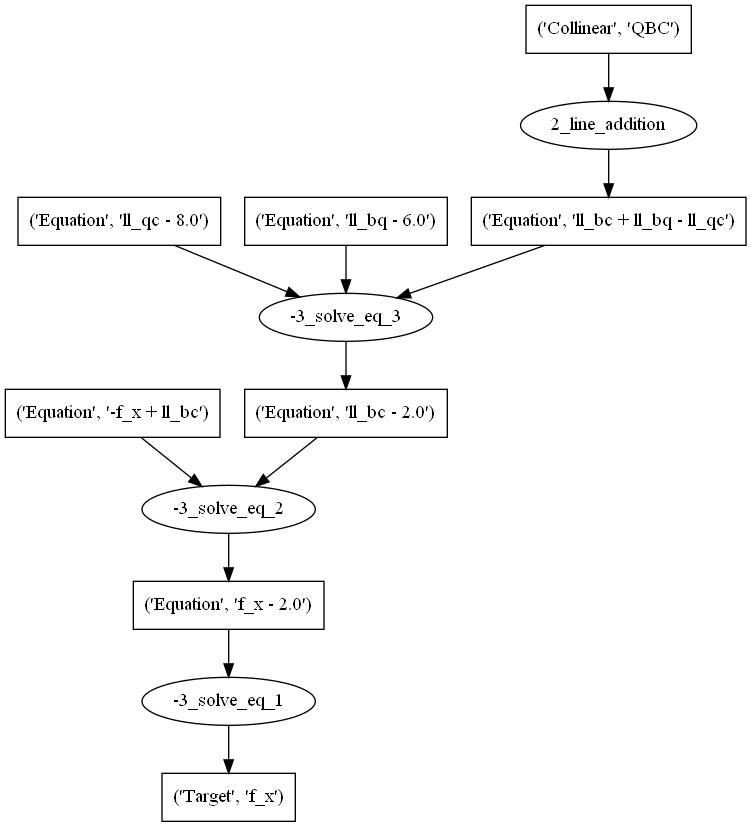 ('Collinear', 'QBC')
2_line_addition
('Equation', 'll_qc - 8.0')
('Equation', 'll_bq - 6.0')
('Equation', 'll_bc + ll_bq - ll_qc')
-3_solve_eq_3
('Equation', '-f_x + ll_bc')
('Equation', 'll_bc - 2.0')
-3_solve_eq_2
('Equation', 'f_x - 2.0')
-3_solve_eq_1
('Target', 'f_x')